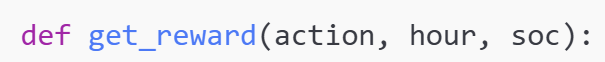 def get_reward(action, hour, soc):